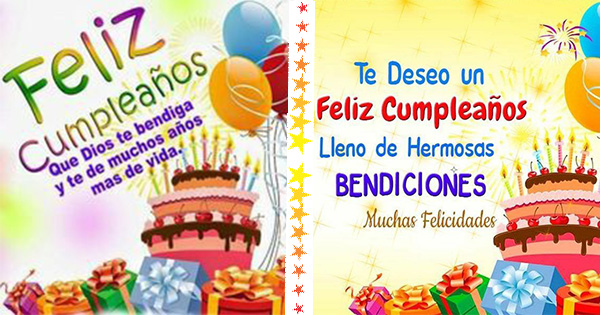 Feliz
Cumpleaños
Que Dios te bendiga
y te de muchos años
mas de vida.
Te Deseo un
Feliz Cumpleaños
Lleno de Hermosas
BENDICIONES
Muchas Felicidades